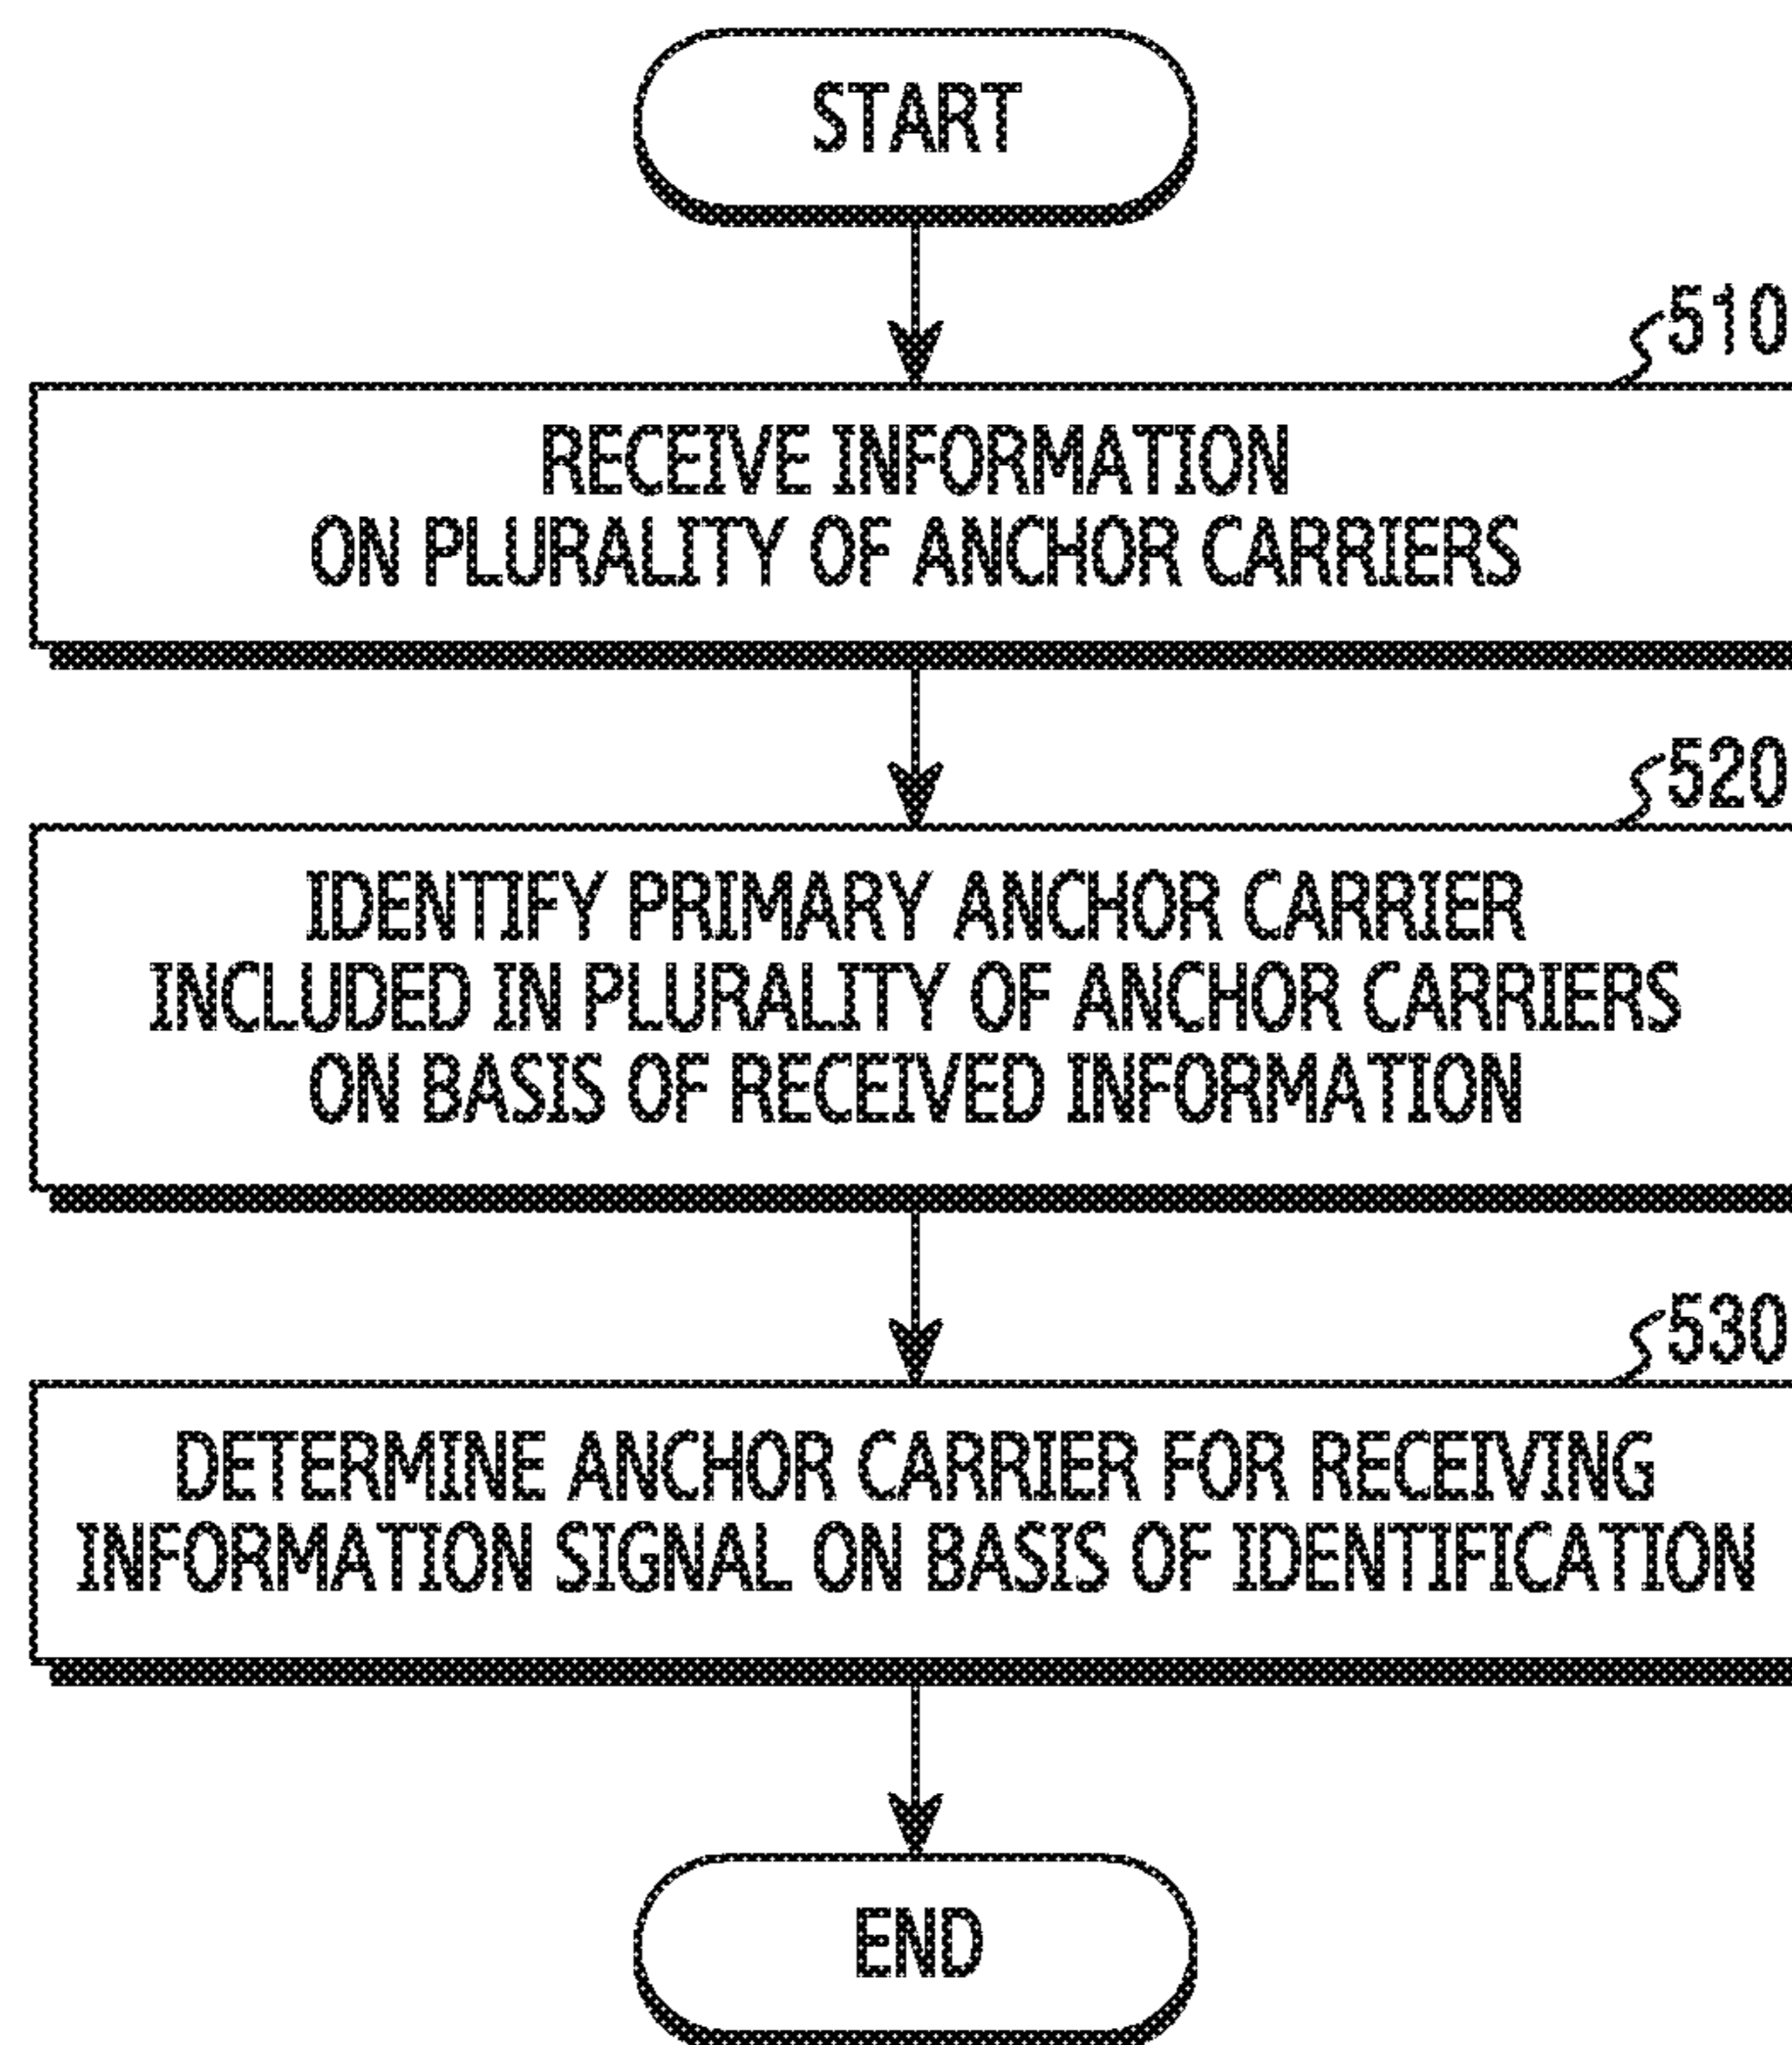 START
510
RECEIVE INFORMATION
ON PLURALITY OF ANCHOR CARRIERS
520
IDENTIFY PRIMARY ANCHOR CARRIER
INCLUDED IN PLURALITY OF ANCHOR CARRIERS
ON BASIS OF RECEIVED INFORMATION
530
DETERMINE ANCHOR CARRIER FOR RECEIVING
INFORMATION SIGNAL ON BASIS OF IDENTIFICATION
END